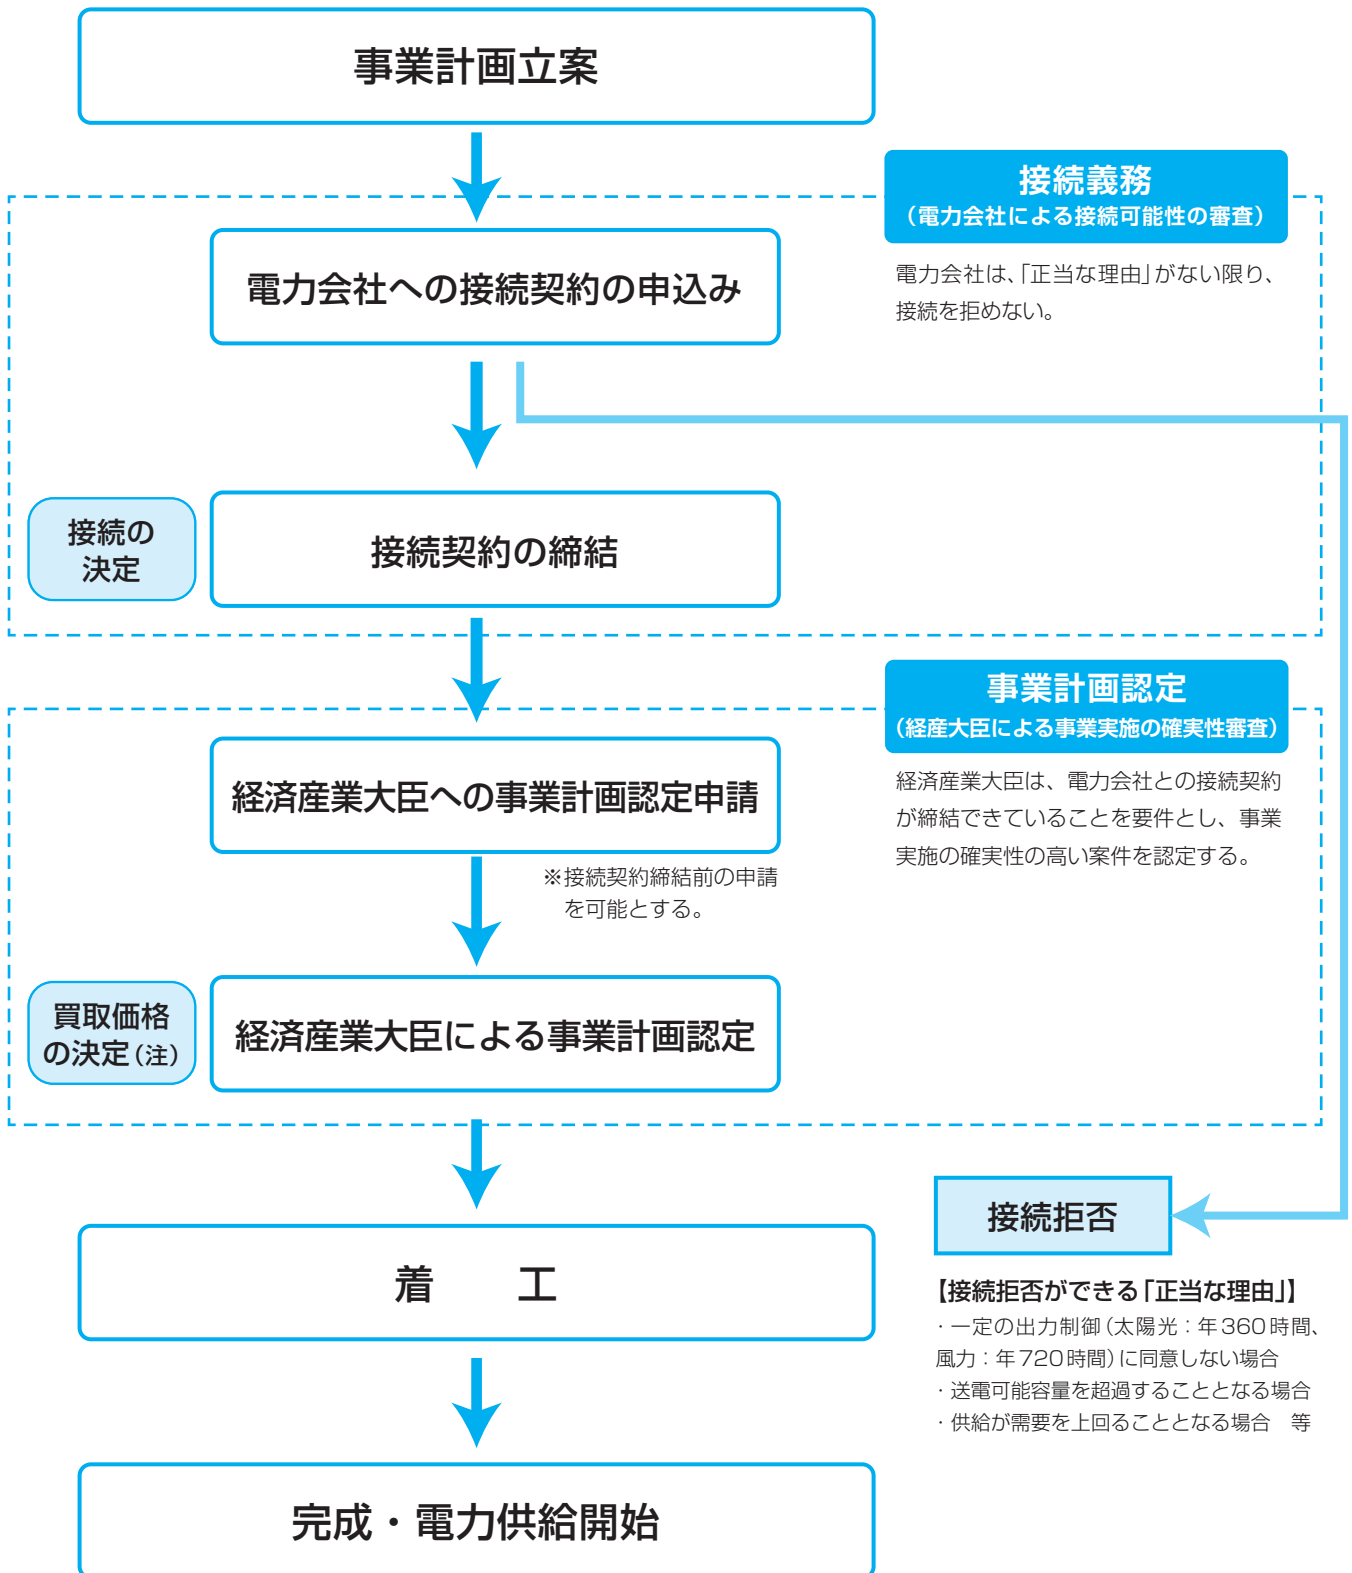 事業計画立案
接続義務
（電力会社による接続可能性の審査）
電力会社は、「正当な理由」がない限り、
接続を拒めない。
電力会社への接続契約の申込み
接続の
決定
接続契約の締結
事業計画認定
（経産大臣による事業実施の確実性審査）
経済産業大臣は、電力会社との接続契約
が締結できていることを要件とし、事業
実施の確実性の高い案件を認定する。
経済産業大臣への事業計画認定申請
※接続契約締結前の申請
を可能とする。
買取価格
の決定（注）
経済産業大臣による事業計画認定
着　　工
接続拒否
【接続拒否ができる「正当な理由」】
・一定の出力制御（太陽光：年360時間、
風力：年720時間）に同意しない場合
・送電可能容量を超過することとなる場合
・供給が需要を上回ることとなる場合　等
完成・電力供給開始